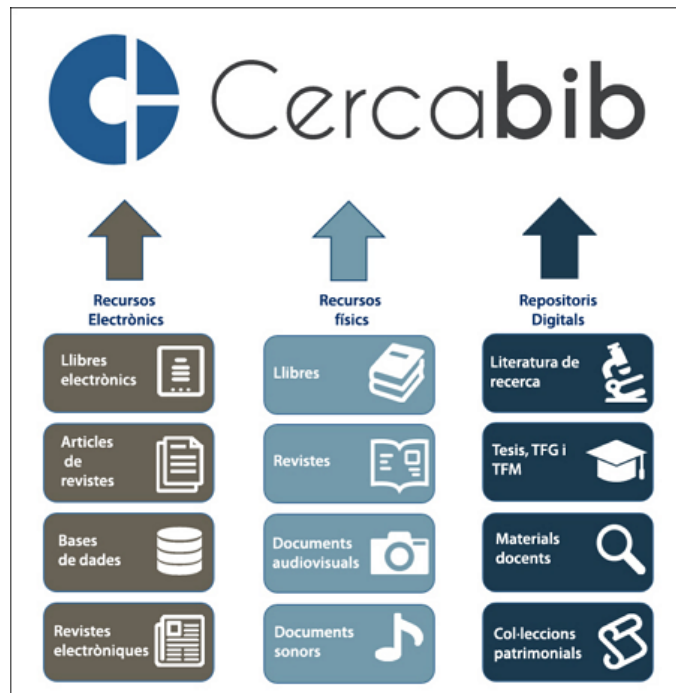 Cercabib
Recursos
Electrònics
Llibres
electrònics
Articles
de
revistes
Bases
de dades
Revistes
electròniques
Recursos
físics
Llibres
Revistes
Documents
audiovisuals
Documents
sonors
Repositoris
Digitals
Literatura de
recerca
Tesis, TFG i
TFM
Materials
docents
Col·leccions
patrimonials